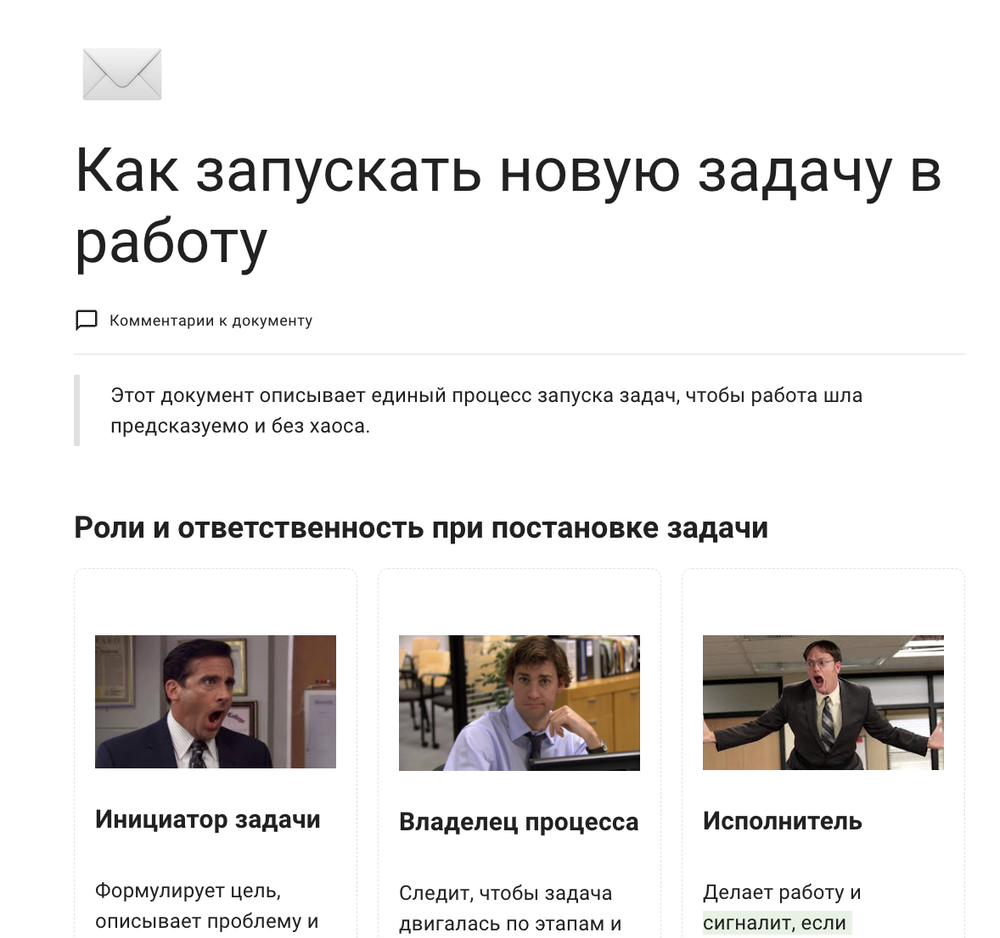 Как запускать новую задачу в
работу
Комментарии к документу
Этот документ описывает единый процесс запуска задач, чтобы работа шла
предсказуемо и без хаоса.
Роли и ответственность при постановке задачи
Инициатор задачи
Формулирует цель,
описывает проблему и
Владелец процесса
Следит, чтобы задача
двигалась по этапам и
Исполнитель
Делает работу и
сигналит, если